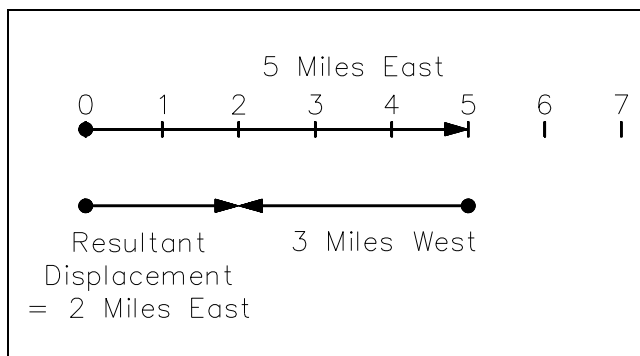 5 Miles East
0 1 2 3 4 5 6 7
Resultant
Displacement
= 2 Miles East
3 Miles West